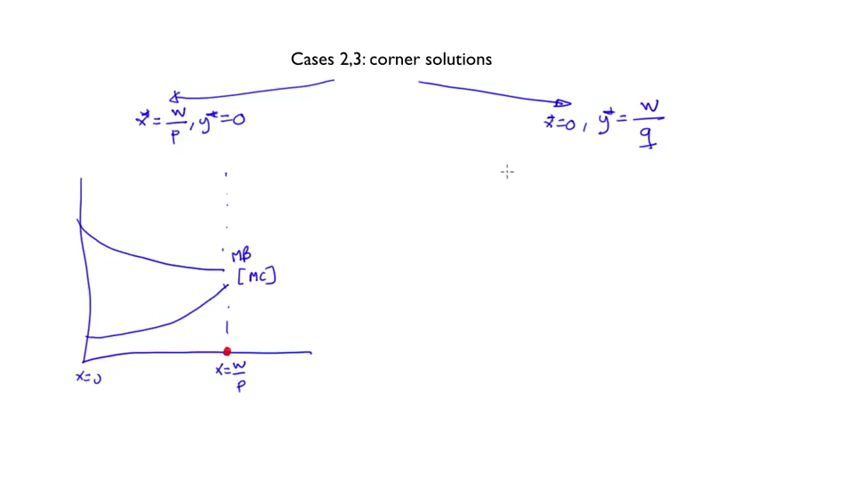 Cases 2,3: corner solutions
x* = w/p, y* = 0
x* = 0, y* = w/q
MB
[MC]
x=0
x = w/p